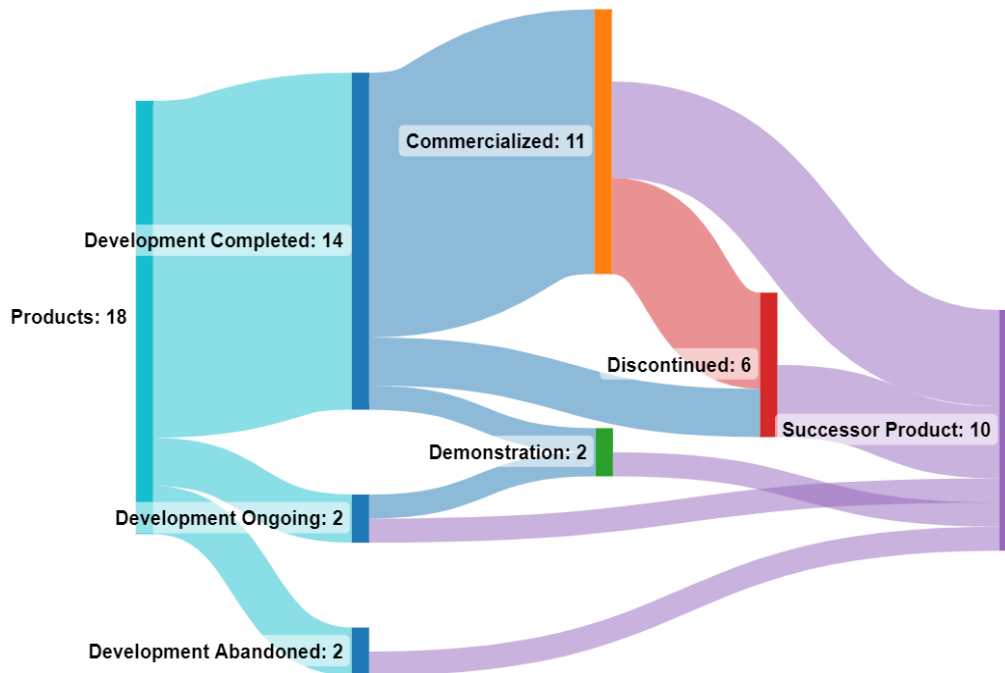 Commercialized: 11
Development Completed: 14
Products: 18
Discontinued: 6
Successor Product: 10
Demonstration: 2
Development Ongoing: 2
Development Abandoned: 2